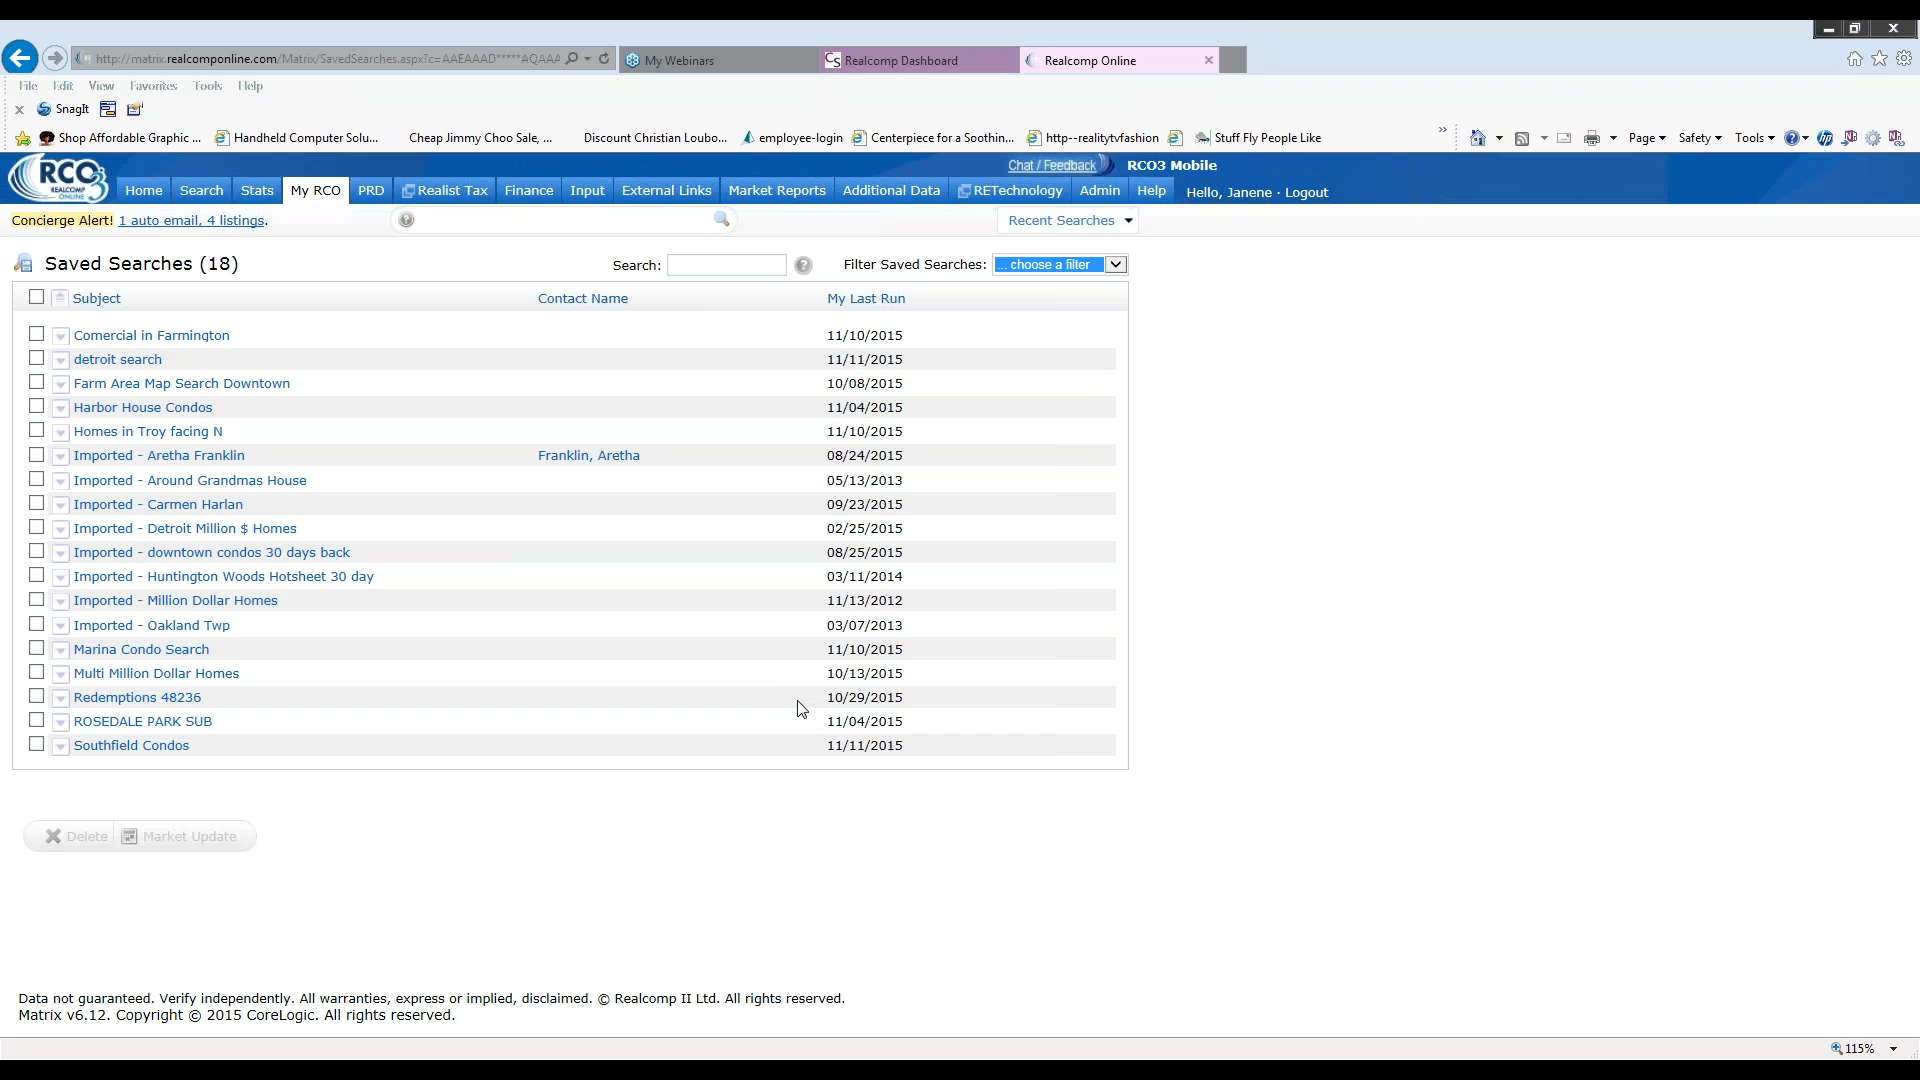 http://matrix.realcomponline.com/Matrix/SavedSearches.aspx?c=AAEAAAD*****AQAAA
My Webinars
Realcomp Dashboard
Realcomp Online
File Edit View Favorites Tools Help
SnagIt
Shop Affordable Graphic ... Handheld Computer Solu... Cheap Jimmy Choo Sale, ... Discount Christian Loubo... employee-login Centerpiece for a Soothin... http--realitytvfashion Stuff Fly People Like
Page Safety Tools
RCO3
REALCOMP ONLINE
Chat / Feedback RCO3 Mobile
Home Search Stats My RCO PRD Realist Tax Finance Input External Links Market Reports Additional Data RETechnology Admin Help Hello, Janene · Logout
Concierge Alert! 1 auto email, 4 listings.
Recent Searches
Saved Searches (18)
Search:
Filter Saved Searches: ... choose a filter
Subject Contact Name My Last Run
Comercial in Farmington 11/10/2015
detroit search 11/11/2015
Farm Area Map Search Downtown 10/08/2015
Harbor House Condos 11/04/2015
Homes in Troy facing N 11/10/2015
Imported - Aretha Franklin Franklin, Aretha 08/24/2015
Imported - Around Grandmas House 05/13/2013
Imported - Carmen Harlan 09/23/2015
Imported - Detroit Million $ Homes 02/25/2015
Imported - downtown condos 30 days back 08/25/2015
Imported - Huntington Woods Hotsheet 30 day 03/11/2014
Imported - Million Dollar Homes 11/13/2012
Imported - Oakland Twp 03/07/2013
Marina Condo Search 11/10/2015
Multi Million Dollar Homes 10/13/2015
Redemptions 48236 10/29/2015
ROSEDALE PARK SUB 11/04/2015
Southfield Condos 11/11/2015
Delete Market Update
Data not guaranteed. Verify independently. All warranties, express or implied, disclaimed. © Realcomp II Ltd. All rights reserved.
Matrix v6.12. Copyright © 2015 CoreLogic. All rights reserved.
115%